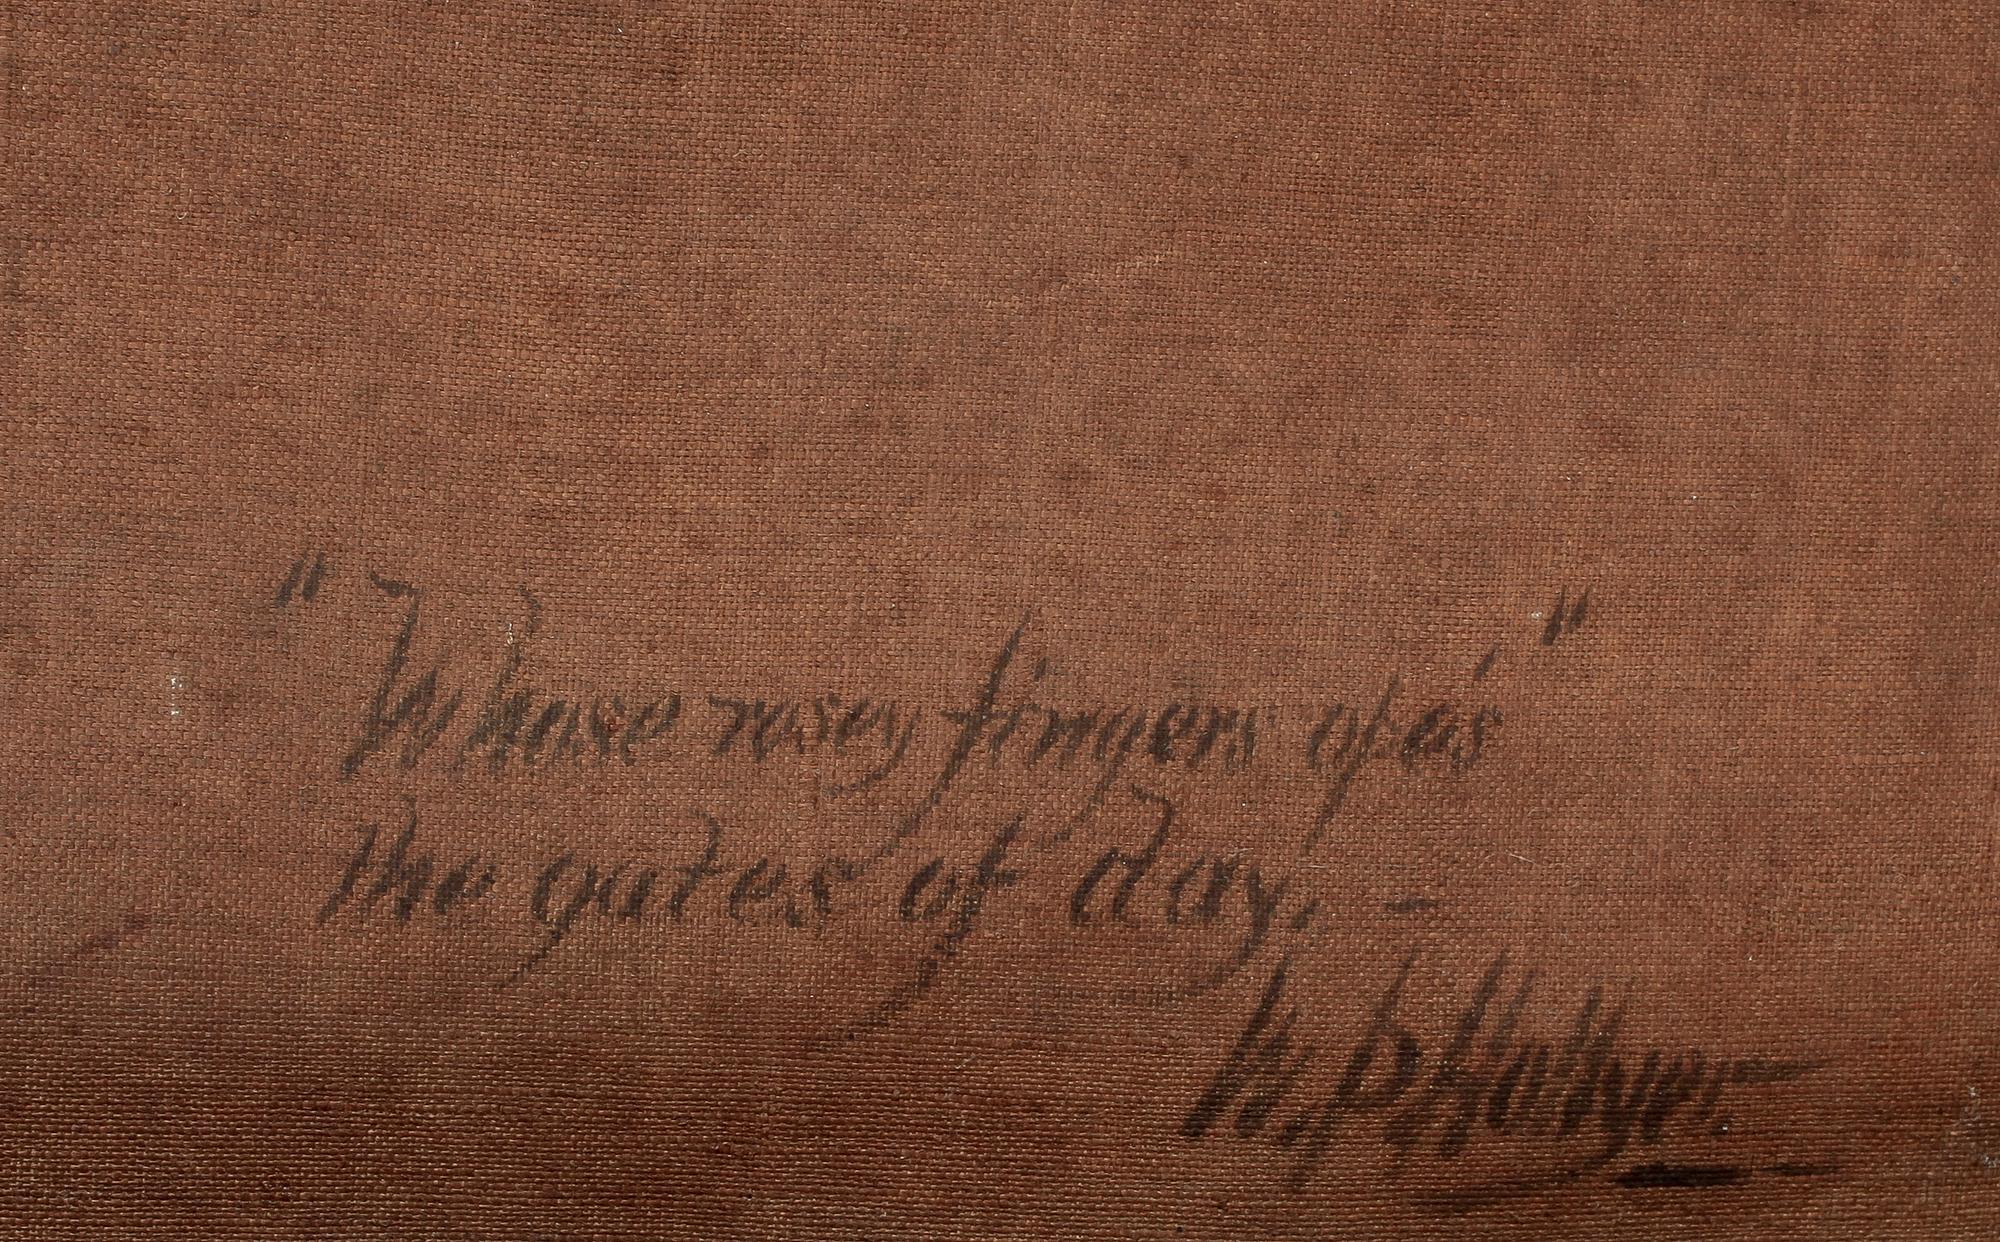 "Whose rosey fingers ope's"
the gates of day. -
W. P.